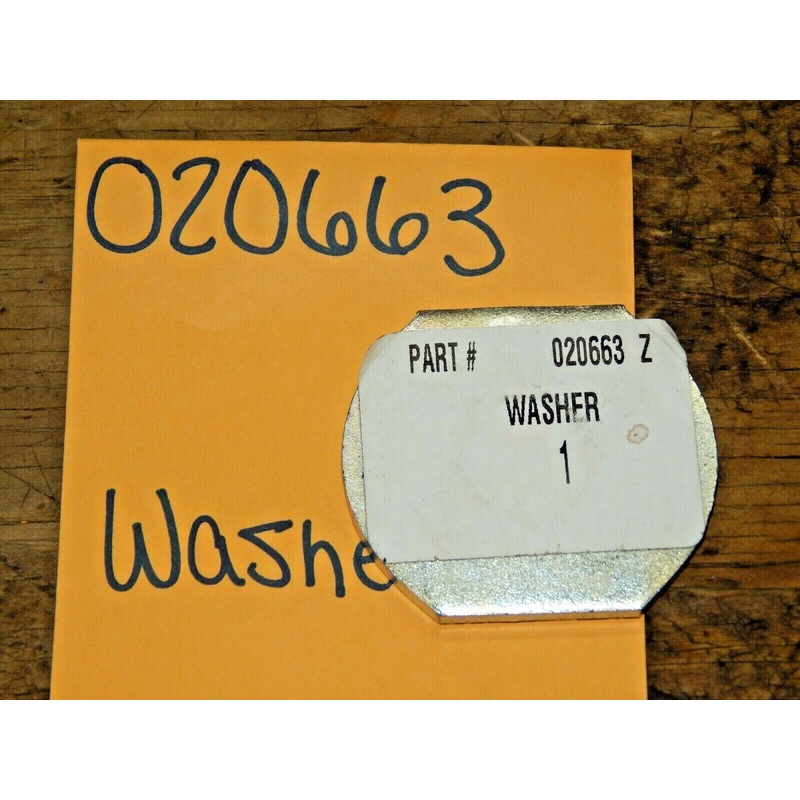 020663
PART # 020663 Z
WASHER
1
Washe